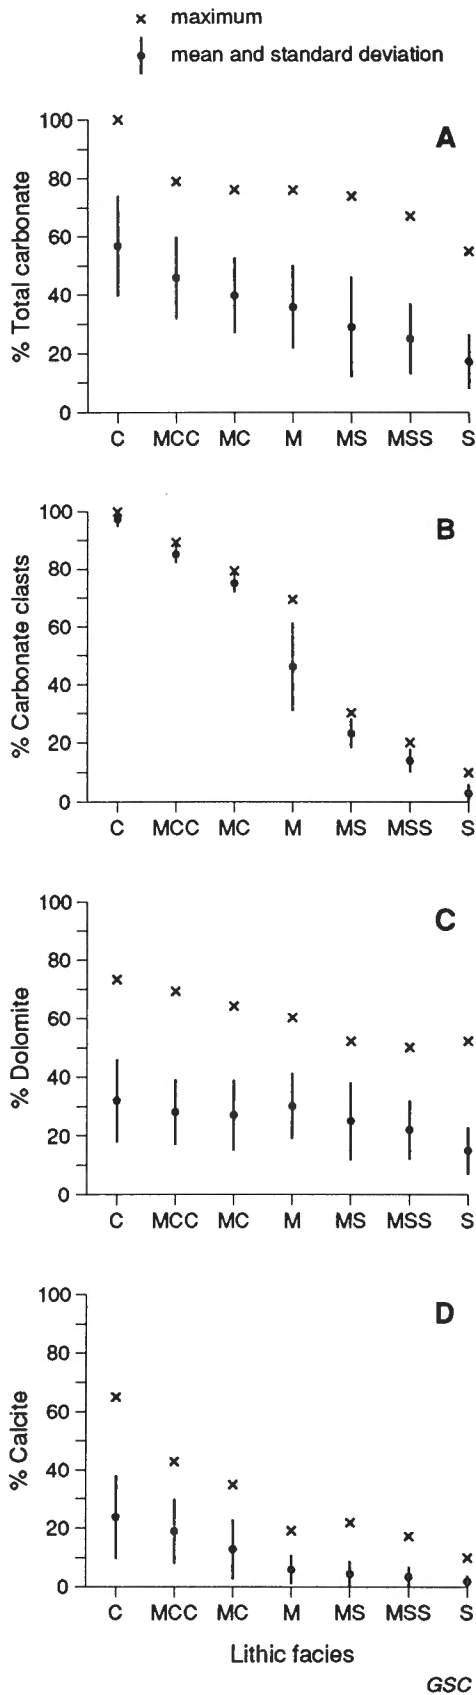 maximum
mean and standard deviation
A
% Total carbonate
100
80
60
40
20
0
C MCC MC M MS MSS S
B
% Carbonate clasts
100
80
60
40
20
0
C MCC MC M MS MSS S
C
% Dolomite
100
80
60
40
20
0
C MCC MC M MS MSS S
D
% Calcite
100
80
60
40
20
0
C MCC MC M MS MSS S
Lithic facies
GSC